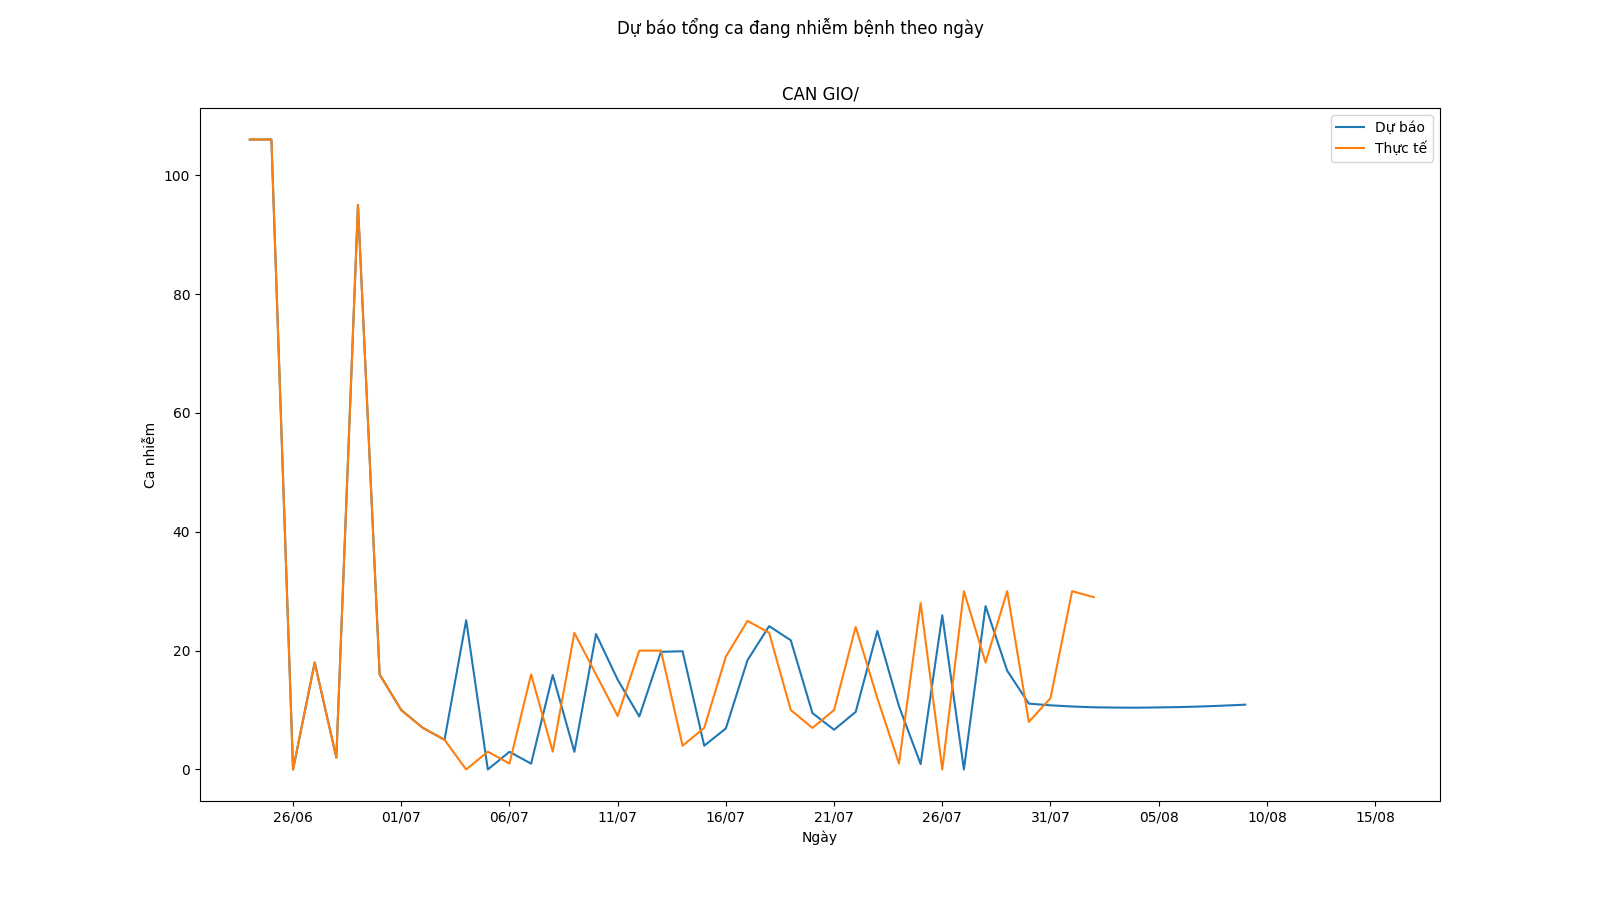 Dự báo tổng ca đang nhiễm bệnh theo ngày
CAN GIO/
Dự báo
Thực tế
100
80
60
40
20
0
Ca nhiễm
26/06 01/07 06/07 11/07 16/07 21/07 26/07 31/07 05/08 10/08 15/08
Ngày